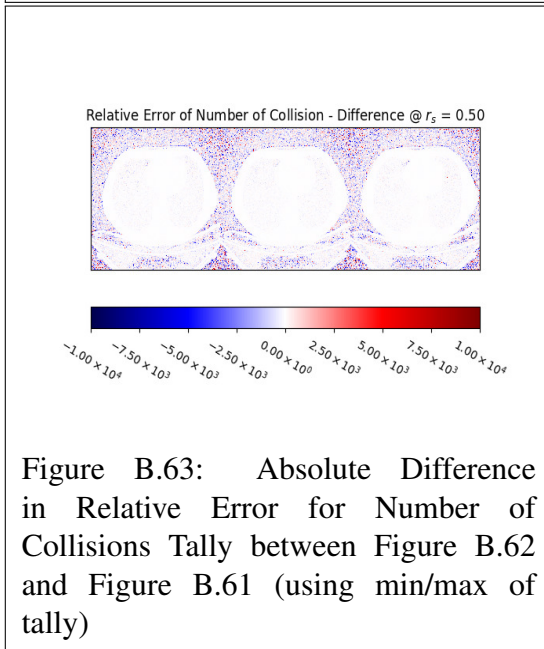 Relative Error of Number of Collision - Difference @ r_s = 0.50
−1.00 × 10^4
−7.50 × 10^3
−5.00 × 10^3
−2.50 × 10^3
0.00 × 10^0
2.50 × 10^3
5.00 × 10^3
7.50 × 10^3
1.00 × 10^4
Figure B.63: Absolute Difference
in Relative Error for Number of
Collisions Tally between Figure B.62
and Figure B.61 (using min/max of
tally)